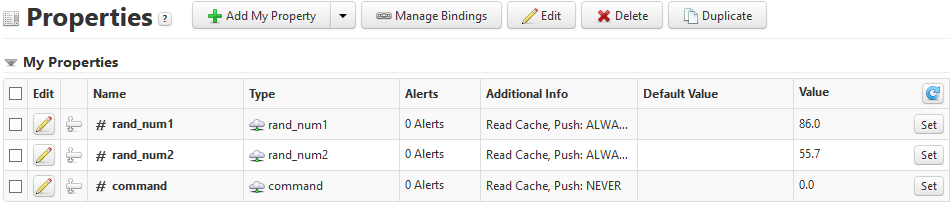 Properties ?
Add My Property Manage Bindings Edit Delete Duplicate
My Properties
Edit Name Type Alerts Additional Info Default Value Value
# rand_num1 rand_num1 0 Alerts Read Cache, Push: ALWA... 86.0 Set
# rand_num2 rand_num2 0 Alerts Read Cache, Push: ALWA... 55.7 Set
# command command 0 Alerts Read Cache, Push: NEVER 0.0 Set